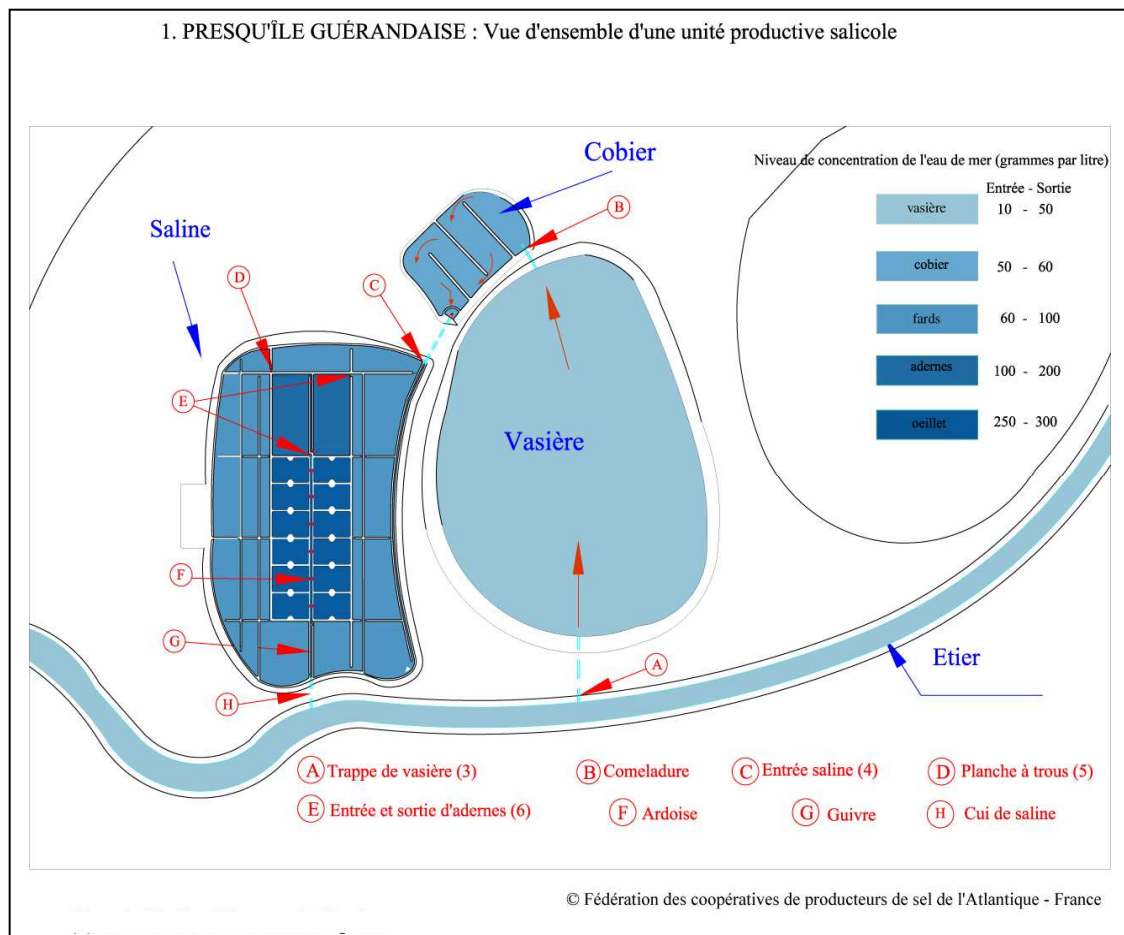 1. PRESQU'ÎLE GUÉRANDAISE : Vue d'ensemble d'une unité productive salicole
Cobier
Niveau de concentration de l'eau de mer (grammes par litre)
Entrée - Sortie
vasière 10 - 50
B
Saline
cobier 50 - 60
D
C
fards 60 - 100
adernes 100 - 200
E
oeillet 250 - 300
Vasière
F
G
Etier
A
H
A Trappe de vasière (3) B Comeladure C Entrée saline (4) D Planche à trous (5)
E Entrée et sortie d'adernes (6) F Ardoise G Guivre H Cui de saline
© Fédération des coopératives de producteurs de sel de l'Atlantique - France